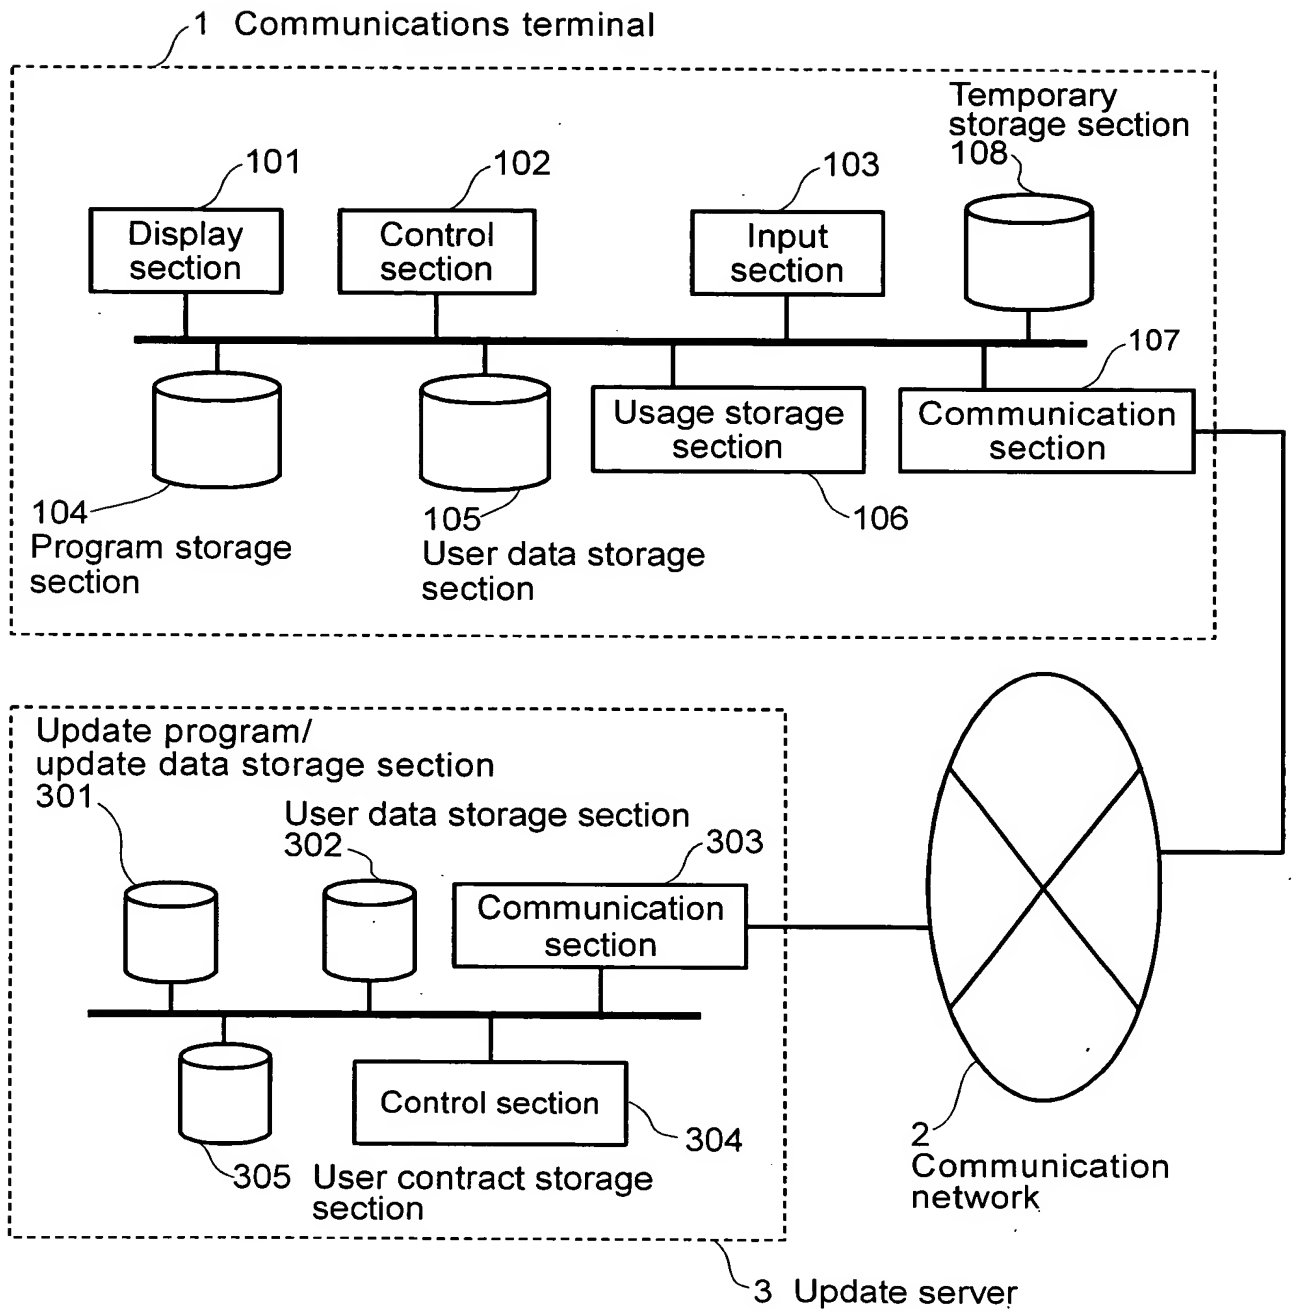 1 Communications terminal
Temporary
storage section
108
101
102
103
Display
section
Control
section
Input
section
107
Usage storage
section
Communication
section
104
Program storage
section
105
User data storage
section
106
Update program/
update data storage section
301
User data storage section
302
303
Communication
section
Control section
304
305 User contract storage
section
2
Communication
network
3 Update server